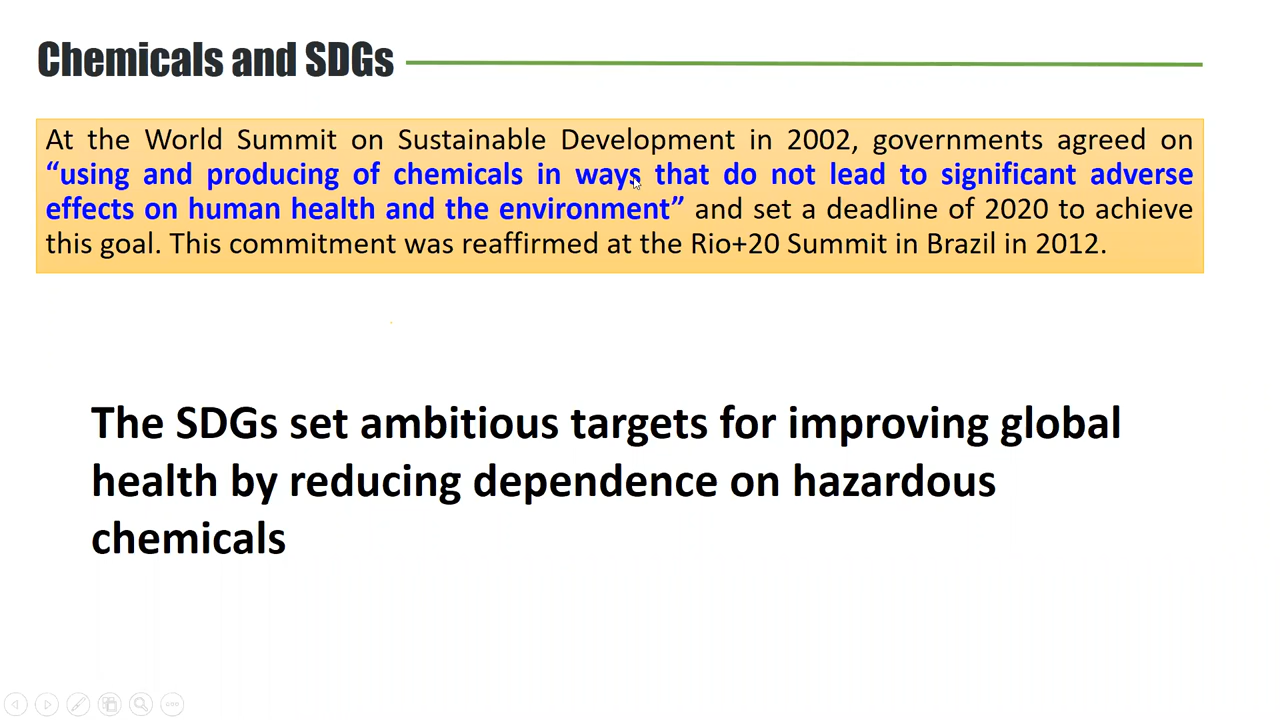 Chemicals and SDGs
At the World Summit on Sustainable Development in 2002, governments agreed on
“using and producing of chemicals in ways that do not lead to significant adverse
effects on human health and the environment” and set a deadline of 2020 to achieve
this goal. This commitment was reaffirmed at the Rio+20 Summit in Brazil in 2012.
The SDGs set ambitious targets for improving global
health by reducing dependence on hazardous
chemicals